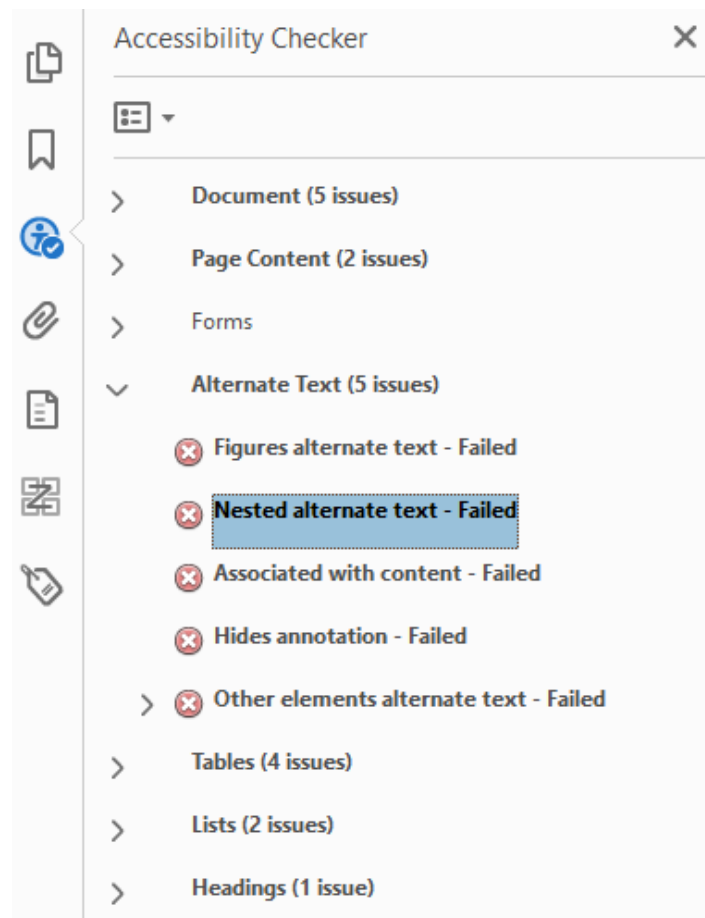 Accessibility Checker
Document (5 issues)
Page Content (2 issues)
Forms
Alternate Text (5 issues)
Figures alternate text - Failed
Nested alternate text - Failed
Associated with content - Failed
Hides annotation - Failed
Other elements alternate text - Failed
Tables (4 issues)
Lists (2 issues)
Headings (1 issue)